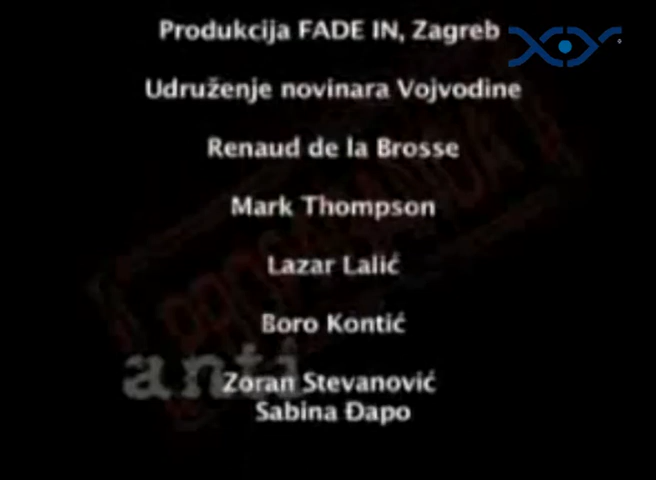 Produkcija FADE IN, Zagreb
Udruženje novinara Vojvodine
Renaud de la Brosse
Mark Thompson
Lazar Lalić
Boro Kontić
anti
Zoran Stevanović
Sabina Đapo